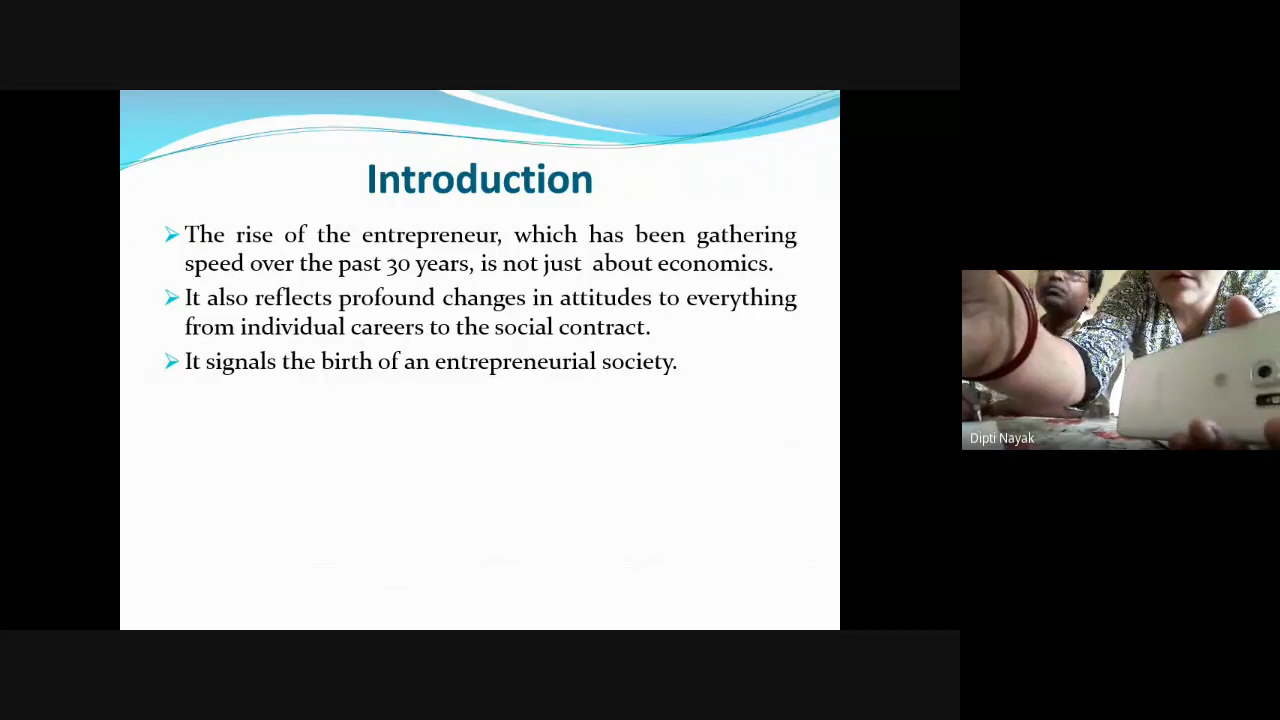 Introduction
The rise of the entrepreneur, which has been gathering
speed over the past 30 years, is not just about economics.
It also reflects profound changes in attitudes to everything
from individual careers to the social contract.
It signals the birth of an entrepreneurial society.
Dipti Nayak